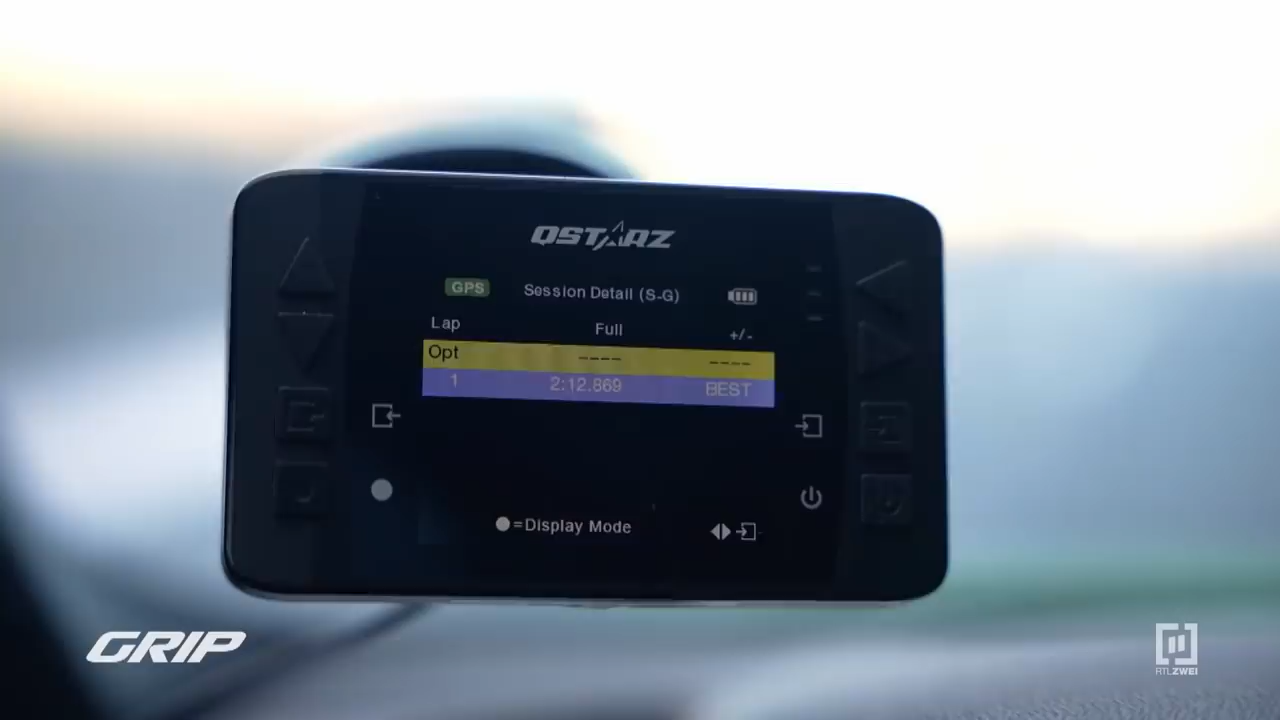 QSTARZ
GPS Session Detail (S-G)
Lap Full +/-
Opt ---- ----
1 2:12.869 BEST
=Display Mode
GRIP
RTLZWEI